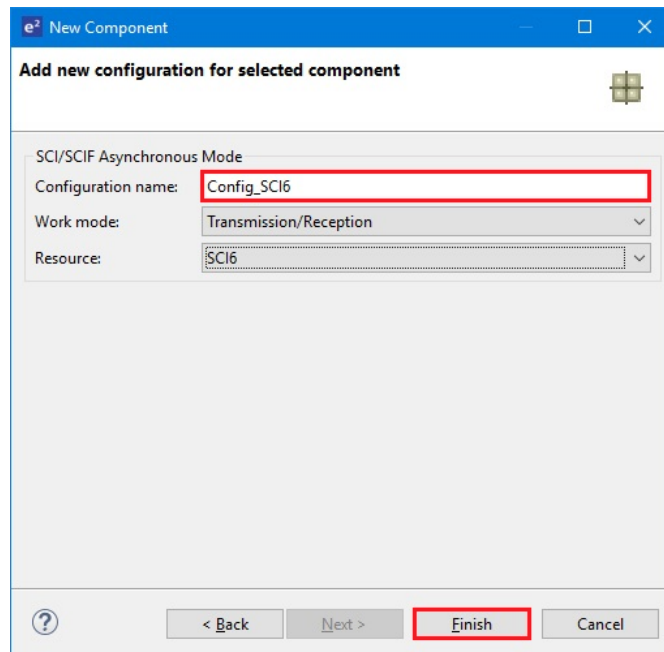 e² New Component
Add new configuration for selected component
SCI/SCIF Asynchronous Mode
Configuration name: Config_SCI6
Work mode: Transmission/Reception
Resource: SCI6
? < Back Next > Finish Cancel